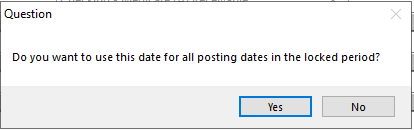 Question
Do you want to use this date for all posting dates in the locked period?
Yes
No